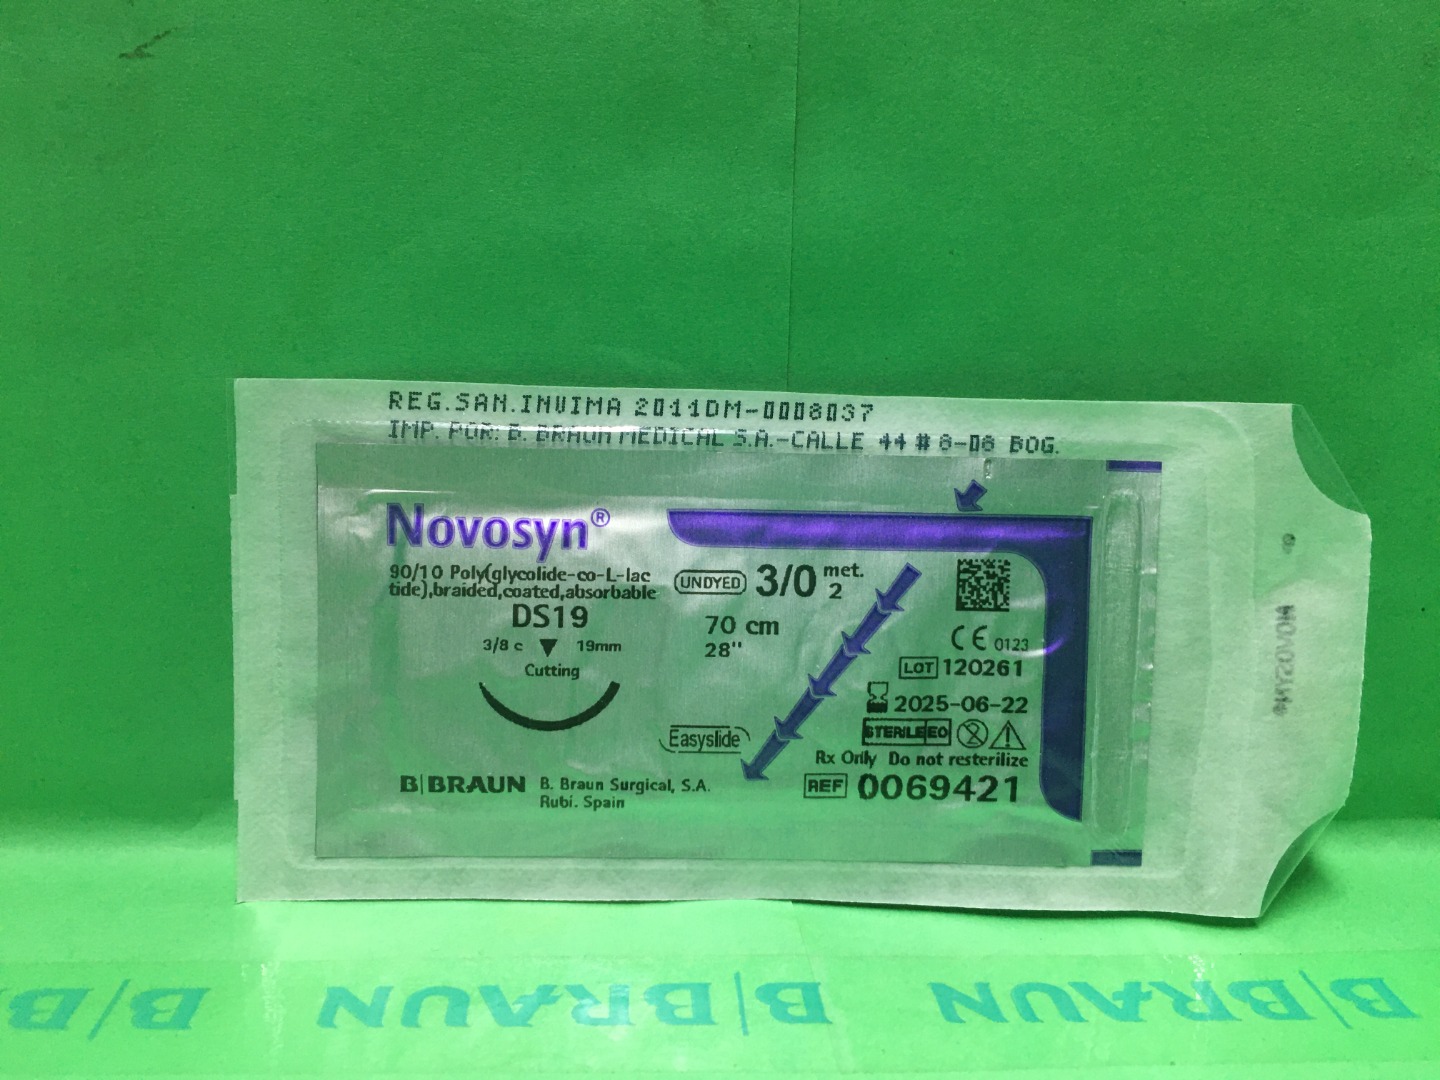 REG.SAN.INVIMA 2011DM-0008037
IMP. POR: B. BRAUN MEDICAL S.A.-CALLE 44 # 8-08 BOG.
Novosyn®
90/10 Poly(glycolide-co-L-lac
tide),braided,coated,absorbable
UNDYED 3/0 met. 2
DS19
3/8 c 19mm
Cutting
70 cm
28"
CE 0123
LOT 120261
2025-06-22
STERILE EO
Easyslide
Rx Only Do not resterilize
REF 0069421
B|BRAUN B. Braun Surgical, S.A.
Rubí. Spain
B|BRAUN
B|BRAUN